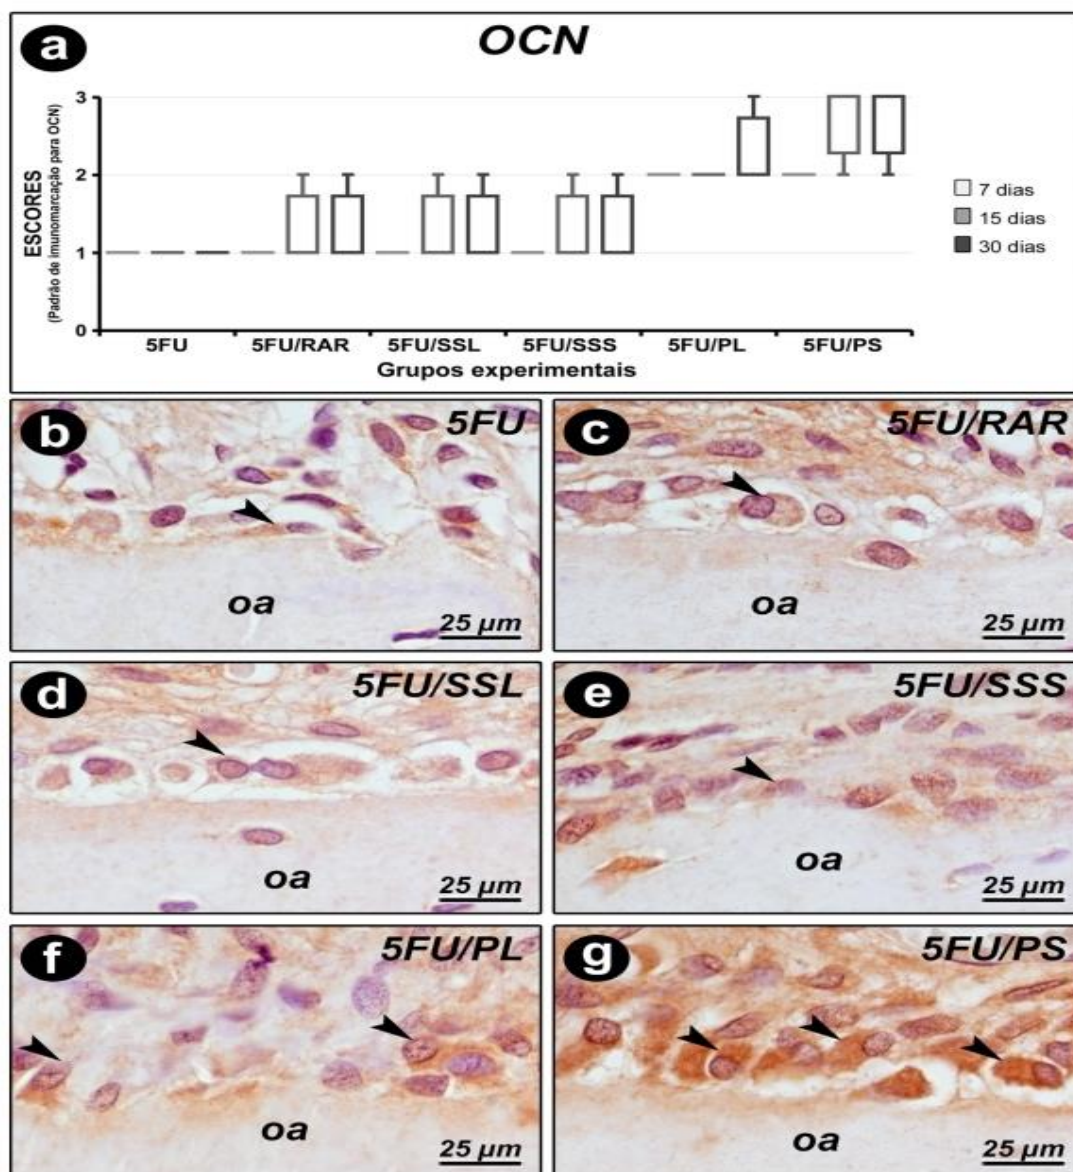 a
OCN
3
2
1
0
ESCORES
(Padrão de imunomarcação para OCN)
7 dias
15 dias
30 dias
5FU
5FU/RAR
5FU/SSL
5FU/SSS
5FU/PL
5FU/PS
Grupos experimentais
b
5FU
oa
25 µm
c
5FU/RAR
oa
25 µm
d
5FU/SSL
oa
25 µm
e
5FU/SSS
oa
25 µm
f
5FU/PL
oa
25 µm
g
5FU/PS
oa
25 µm